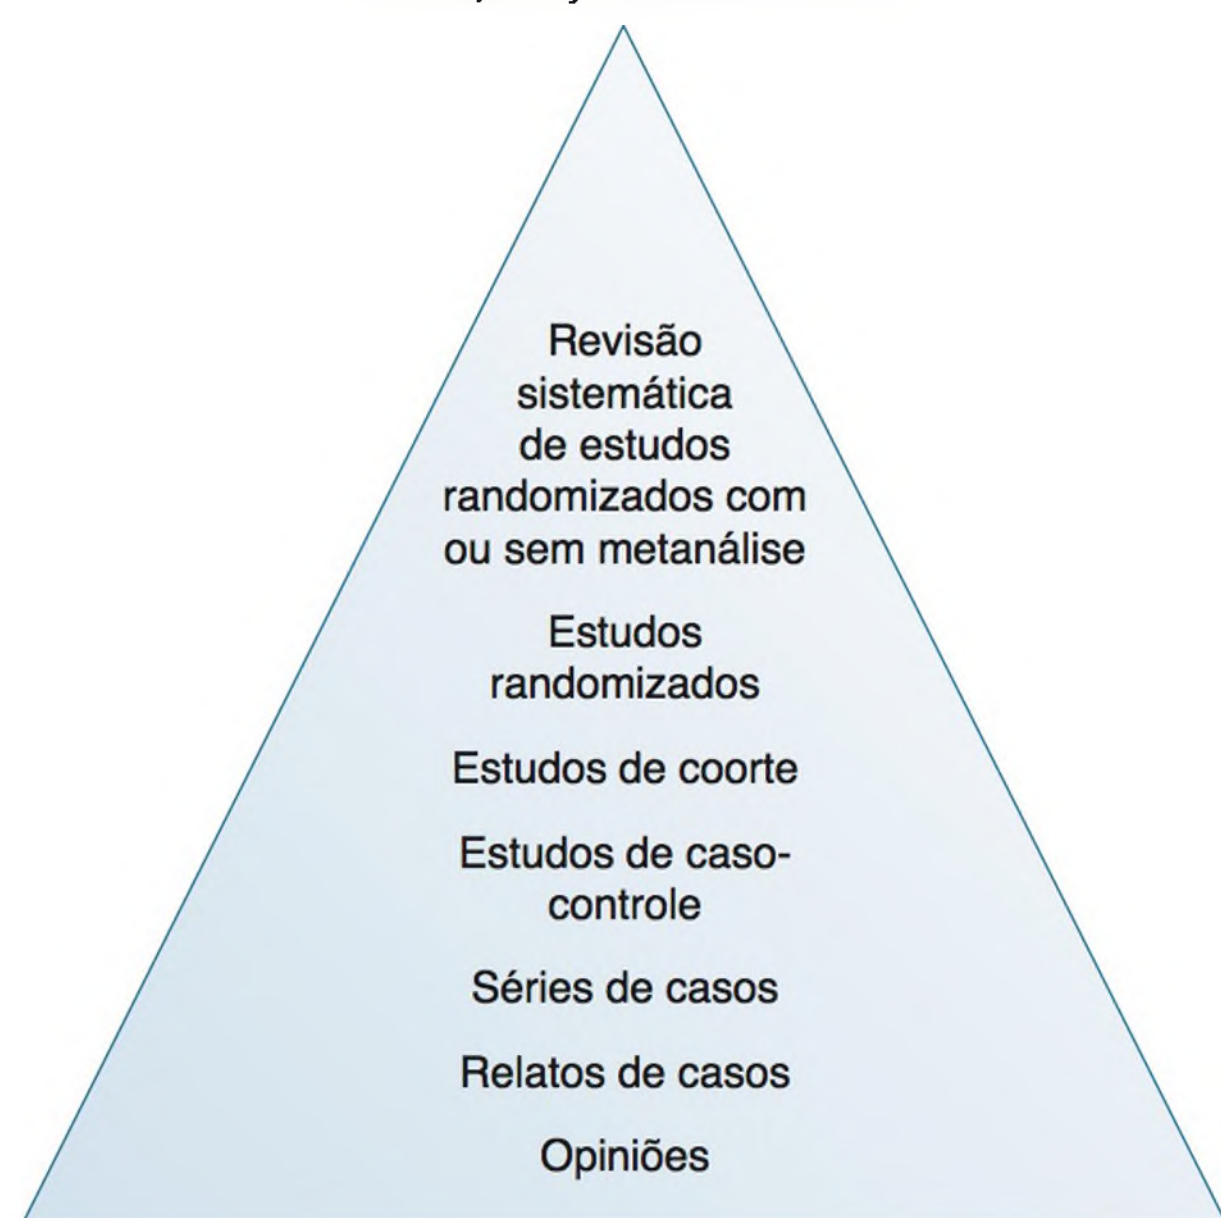 Revisão
sistemática
de estudos
randomizados com
ou sem metanálise
Estudos
randomizados
Estudos de coorte
Estudos de caso-
controle
Séries de casos
Relatos de casos
Opiniões